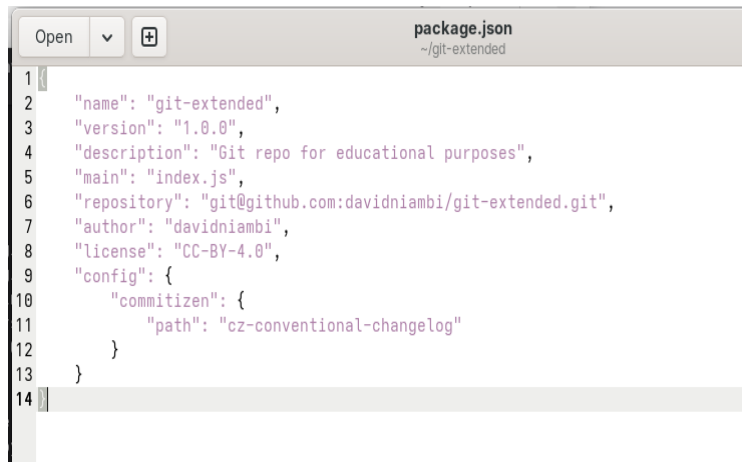 Open
package.json
~/git-extended
1 {
2     "name": "git-extended",
3     "version": "1.0.0",
4     "description": "Git repo for educational purposes",
5     "main": "index.js",
6     "repository": "git@github.com:davidniambi/git-extended.git",
7     "author": "davidniambi",
8     "license": "CC-BY-4.0",
9     "config": {
10         "commitizen": {
11             "path": "cz-conventional-changelog"
12         }
13     }
14 }